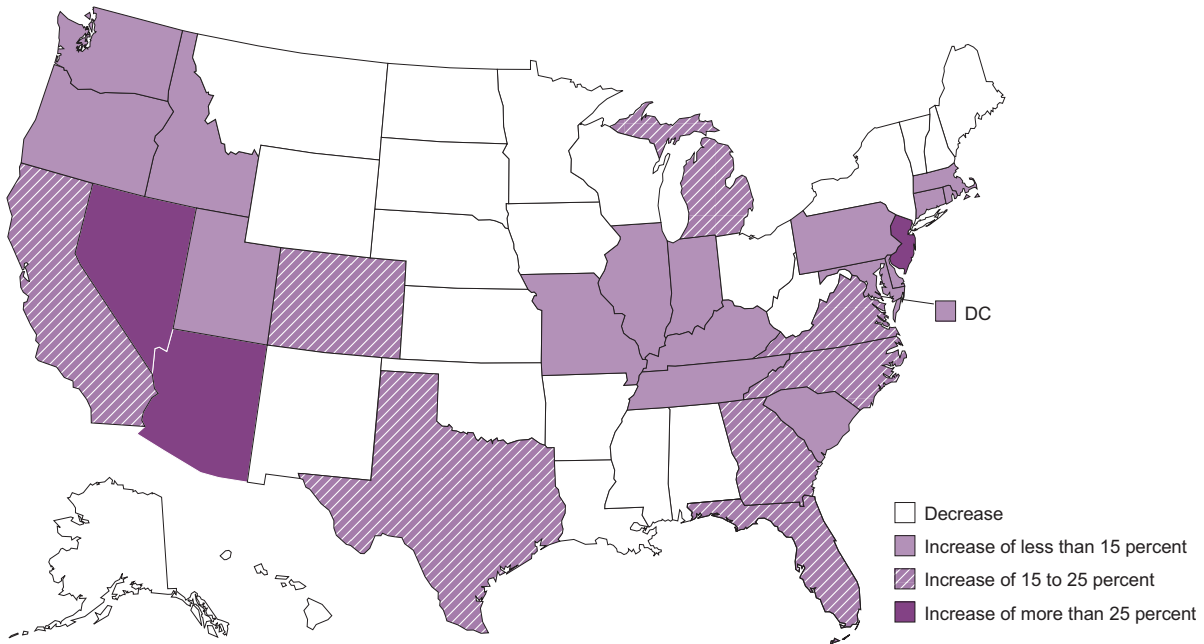 DC
Decrease
Increase of less than 15 percent
Increase of 15 to 25 percent
Increase of more than 25 percent